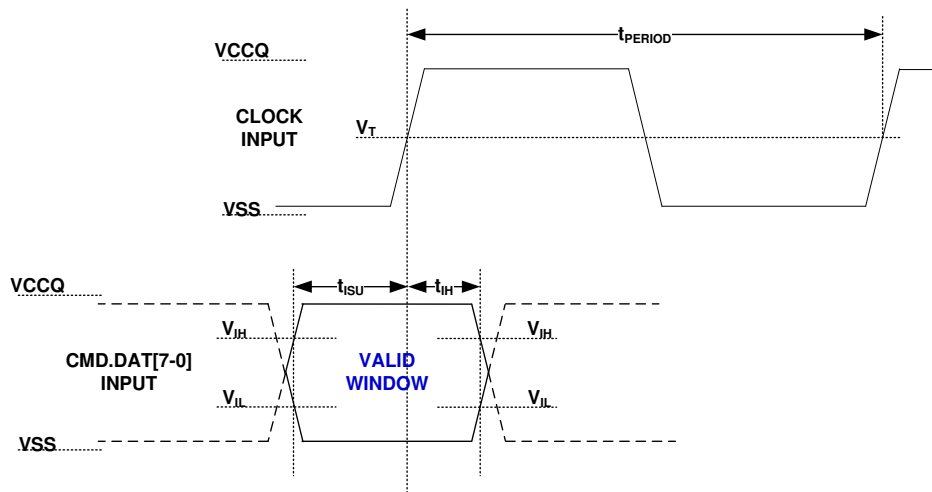 tPERIOD
VCCQ
CLOCK
INPUT
VT
VSS
VCCQ
tISU
tIH
VIH
VIH
CMD.DAT[7-0]
INPUT
VALID
WINDOW
VIL
VIL
VSS